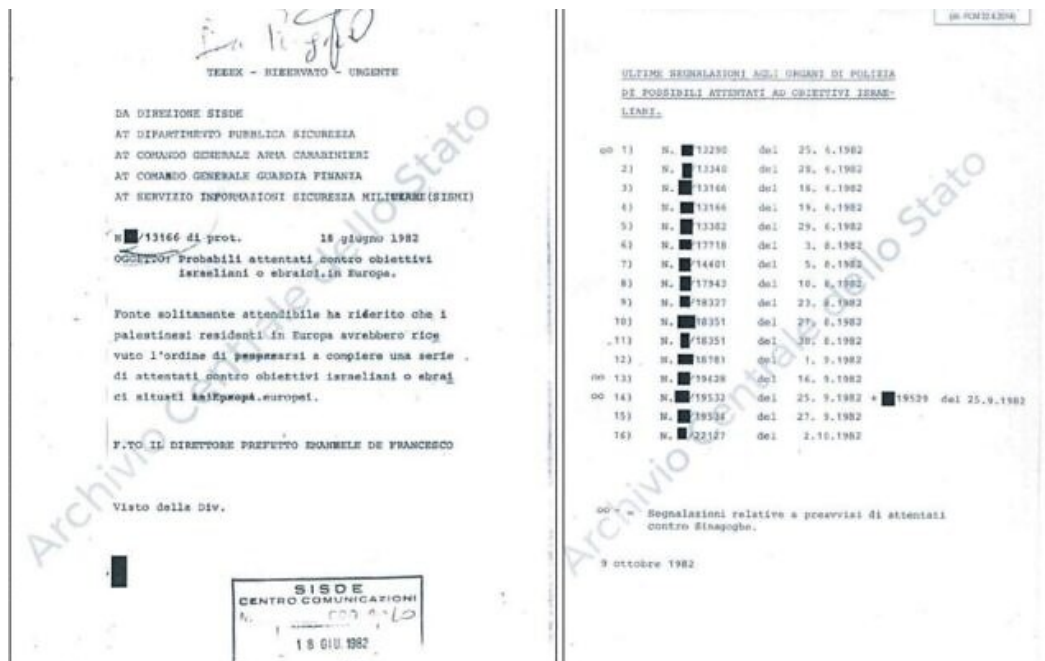 TELEX - RISERVATO - URGENTE
DA DIREZIONE SISDE
AT DIPARTIMENTO PUBBLICA SICUREZZA
AT COMANDO GENERALE ARMA CARABINIERI
AT COMANDO GENERALE GUARDIA FINANZA
AT SERVIZIO INFORMAZIONI SICUREZZA MILITARE(SISMI)
/13166 di prot. 18 giugno 1982
OGGETTO: Probabili attentati contro obiettivi
israeliani o ebraici.in Europa.
Fonte solitamente attendibile ha riferito che i
palestinesi residenti in Europa avrebbero rice
vuto l'ordine di a compiere una serie
di attentati contro obiettivi israeliani o ebrai
ci situati europei.
F.TO IL DIRETTORE PREFETTO EMANUELE DE FRANCESCO
Visto della Div.
SISDE
CENTRO COMUNICAZIONI
N.
18 GIU. 1982
Archivio Centrale dello Stato
ULTIME SEGNALAZIONI AGLI ORGANI DI POLIZIA
DI POSSIBILI ATTENTATI AD OBIETTIVI ISRAE-
LIANI.
oo 1) N. /13290 del 25. 6.1982
2) N. /13340 del 28. 6.1982
3) N. /13166 del 18. 6.1982
4) N. /13166 del 19. 6.1982
5) N. /13382 del 29. 6.1982
6) N. /17718 del 3. 8.1982
7) N. /14401 del 5. 8.1982
8) N. /17943 del 10. 8.1982
9) N. /18327 del 23. 8.1982
10) N. /18351 del 27. 8.1982
11) N. /18351 del 30. 8.1982
12) N. 18781 del 1. 9.1982
oo 13) N. /19628 del 16. 9.1982
oo 14) N. /19532 del 25. 9.1982 + 19529 del 25.9.1982
15) N. /19534 del 27. 9.1982
16) N. /22127 del 2.10.1982
oo = Segnalazioni relative a preavvisi di attentati
contro Sinagoghe.
9 ottobre 1982
Archivio Centrale dello Stato